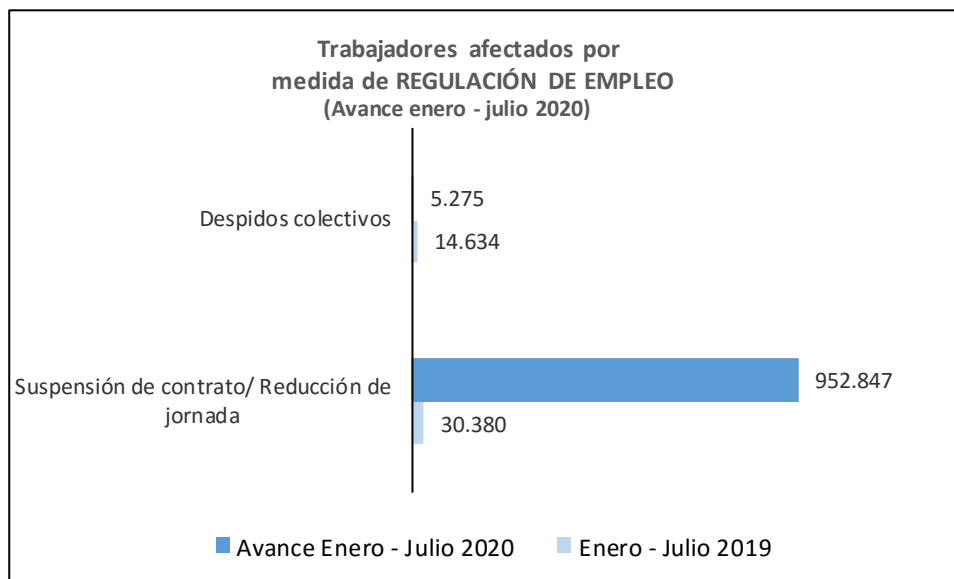 Trabajadores afectados por
medida de REGULACIÓN DE EMPLEO
(Avance enero - julio 2020)
5.275
Despidos colectivos
14.634
952.847
Suspensión de contrato/ Reducción de
jornada
30.380
Avance Enero - Julio 2020 Enero - Julio 2019